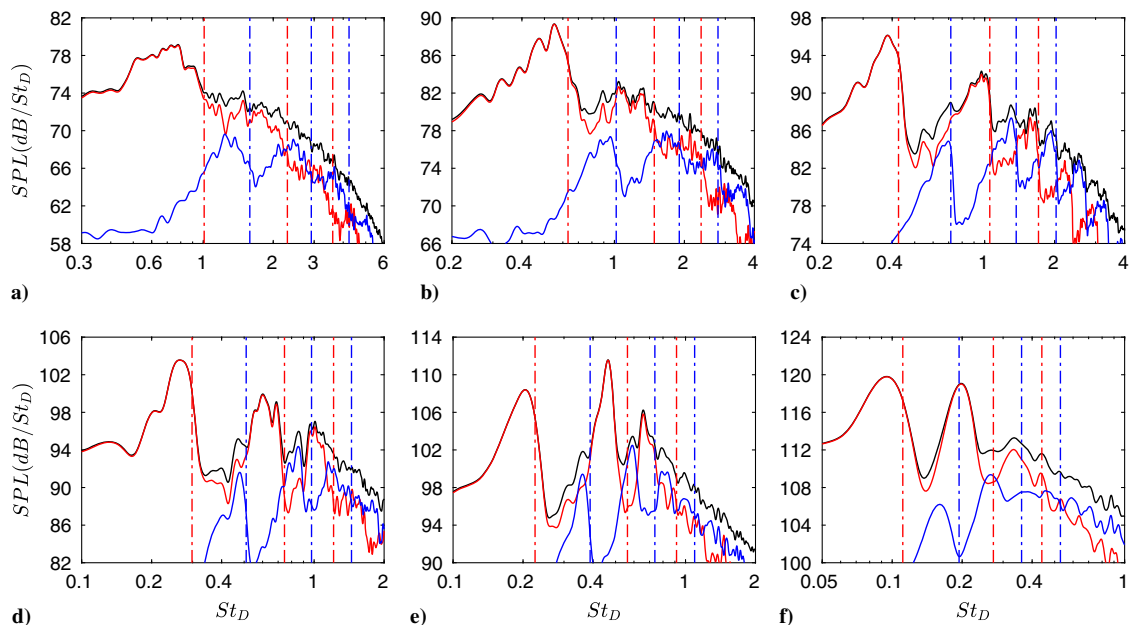 82
78
74
70
66
62
58
SPL(dB/St_D)
0.3 0.6 1 2 3 6
a)
90
86
82
78
74
70
66
0.2 0.4 1 2 4
b)
98
94
90
86
82
78
74
0.2 0.4 1 2 4
c)
106
102
98
94
90
86
82
SPL(dB/St_D)
0.1 0.2 0.4 1 2
St_D
d)
114
110
106
102
98
94
90
0.1 0.2 0.4 1 2
St_D
e)
124
120
116
112
108
104
100
0.05 0.1 0.2 0.4 1
St_D
f)